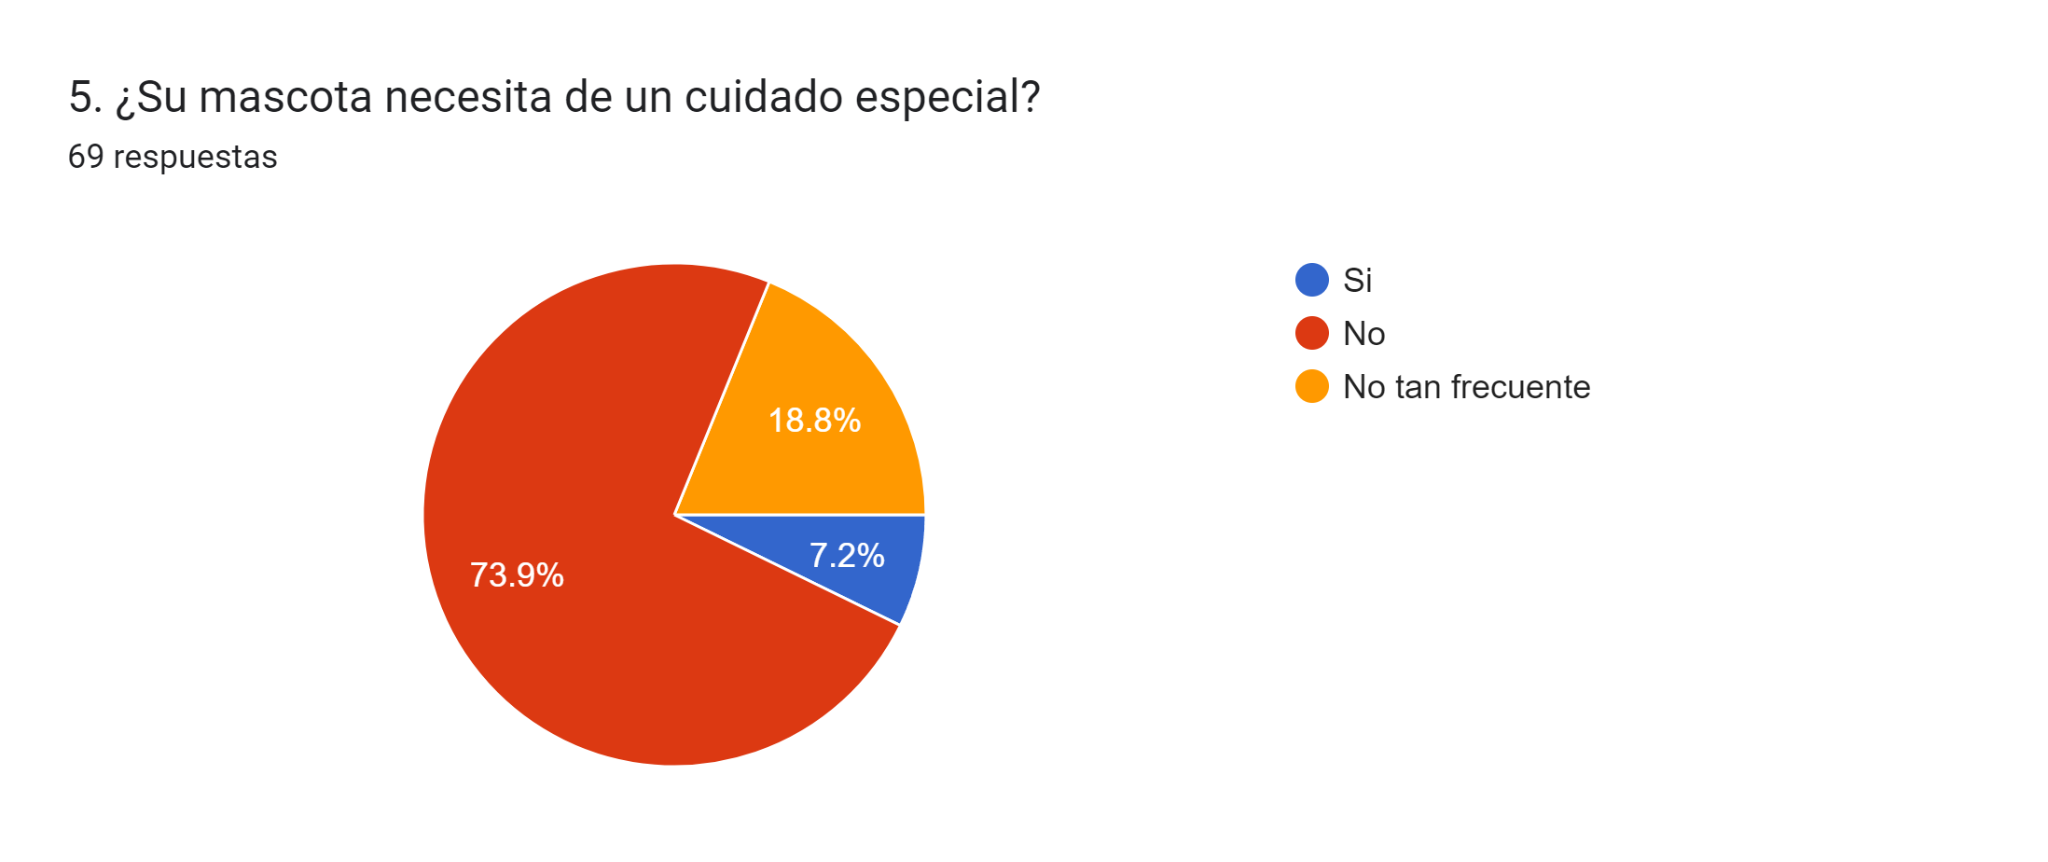 5. ¿Su mascota necesita de un cuidado especial?
69 respuestas
Si
No
No tan frecuente
18.8%
7.2%
73.9%